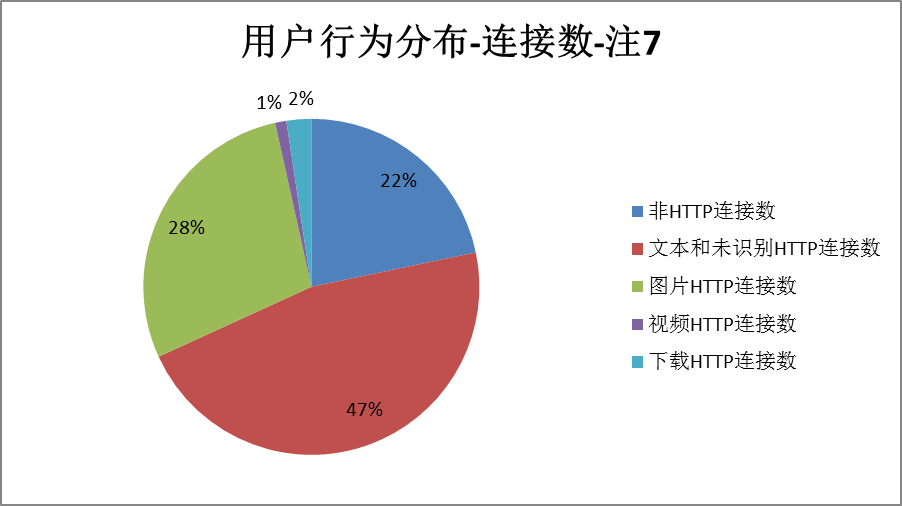 用户行为分布-连接数-注7
1%
2%
22%
28%
47%
非HTTP连接数
文本和未识别HTTP连接数
图片HTTP连接数
视频HTTP连接数
下载HTTP连接数